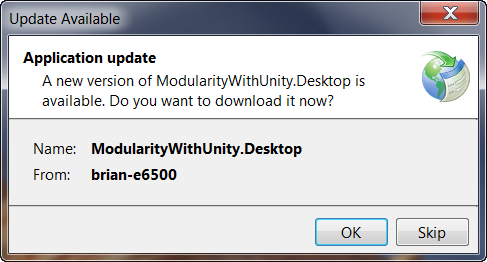 Update Available
Application update
A new version of ModularityWithUnity.Desktop is
available. Do you want to download it now?
Name: ModularityWithUnity.Desktop
From: brian-e6500
OK Skip